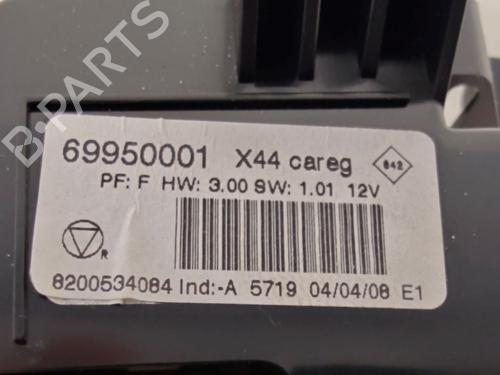 B-PARTS
69950001 X44 careg 842
PF: F HW: 3.00 SW: 1.01 12V
R
8200534084 Ind:-A 5719 04/04/08 E1